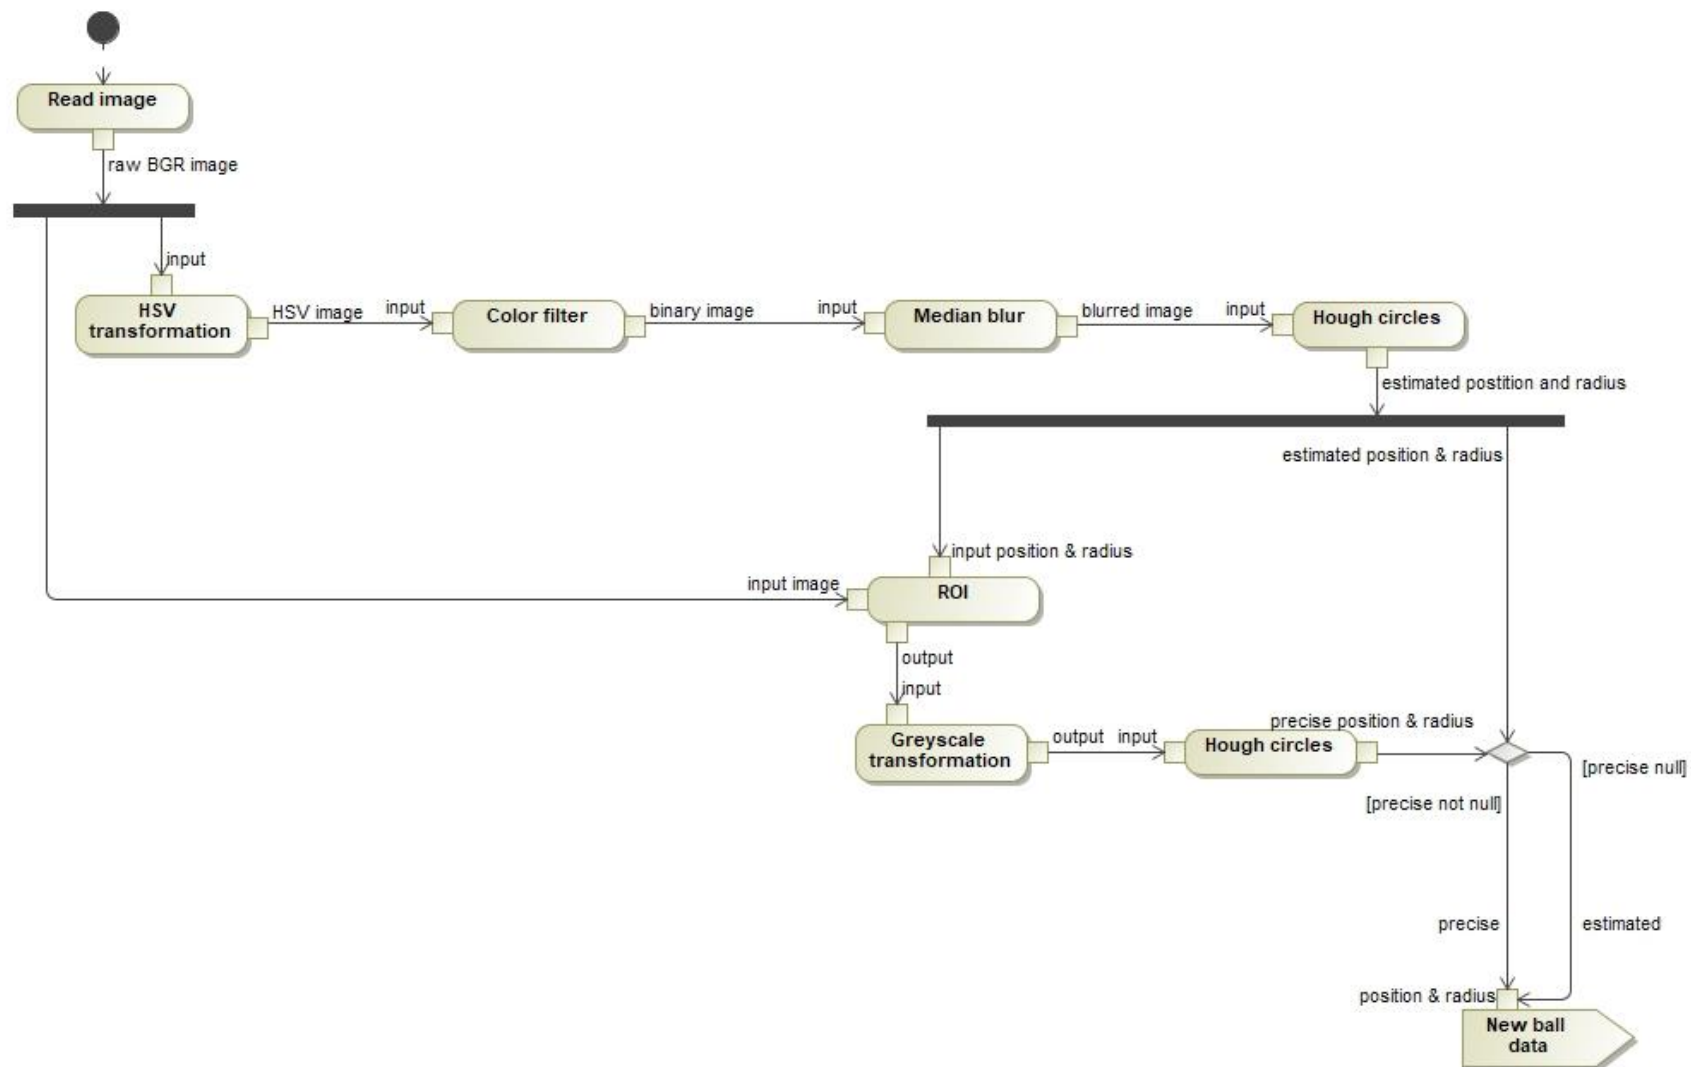 Read image
raw BGR image
input
HSV
transformation
HSV image
input
Color filter
binary image
input
Median blur
blurred image
input
Hough circles
estimated postition and radius
estimated position & radius
input position & radius
input image
ROI
output
input
Greyscale
transformation
output
input
precise position & radius
Hough circles
[precise null]
[precise not null]
precise
estimated
position & radius
New ball
data